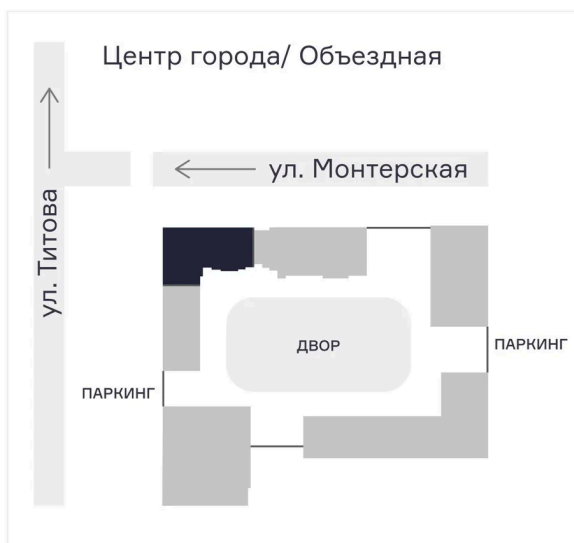 Центр города/ Объездная
ул. Монтерская
ул. Титова
ДВОР
ПАРКИНГ
ПАРКИНГ